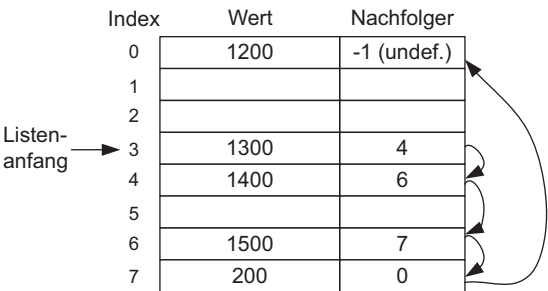 Index Wert Nachfolger
0 1200 -1 (undef.)
1
2
Listen-
anfang
3 1300 4
4 1400 6
5
6 1500 7
7 200 0